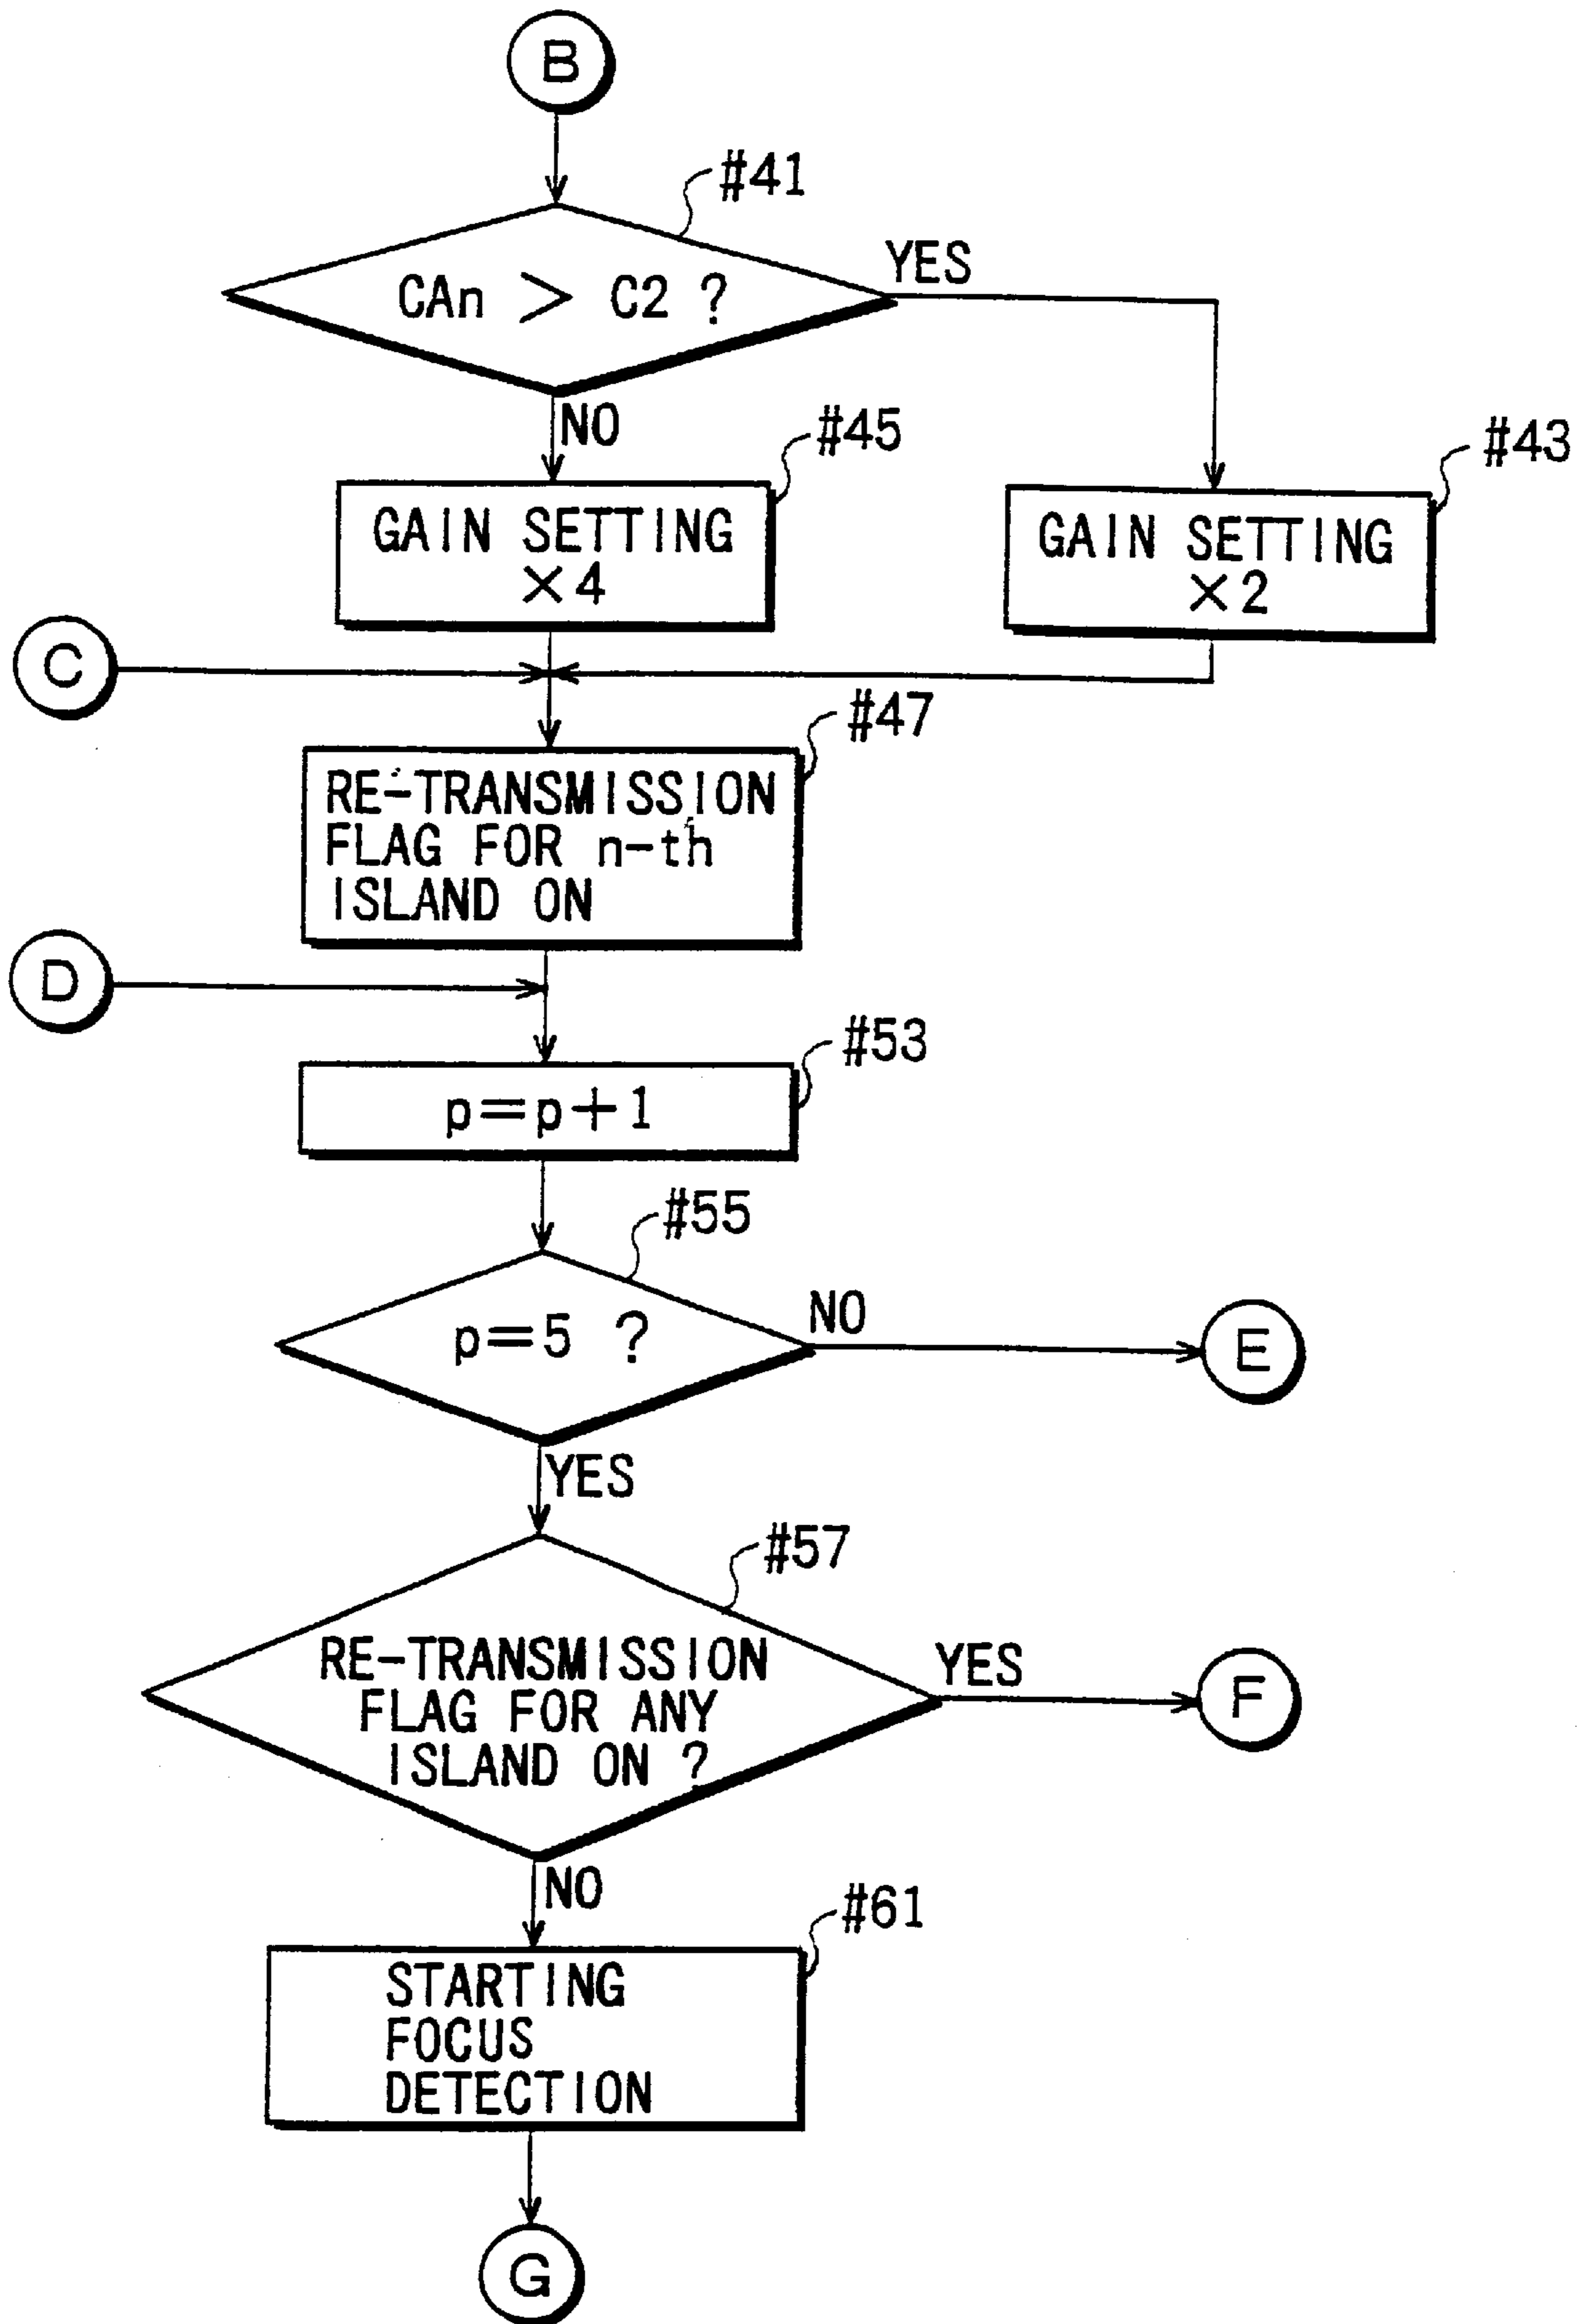 B
#41
CAn > C2 ?
YES
NO
#45
#43
GAIN SETTING
×4
GAIN SETTING
×2
C
#47
RE-TRANSMISSION
FLAG FOR n-th
ISLAND ON
D
#53
p=p+1
#55
p=5 ?
NO
E
YES
#57
RE-TRANSMISSION
FLAG FOR ANY
ISLAND ON ?
YES
F
NO
#61
STARTING
FOCUS
DETECTION
G